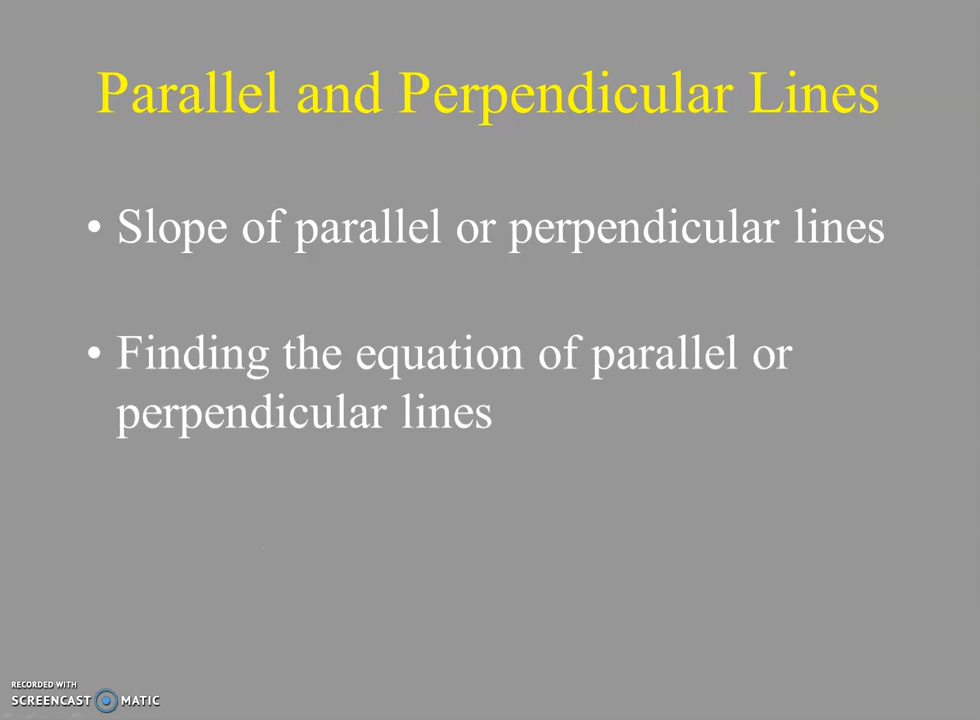 Parallel and Perpendicular Lines
• Slope of parallel or perpendicular lines
• Finding the equation of parallel or
perpendicular lines
RECORDED WITH
SCREENCAST MATIC